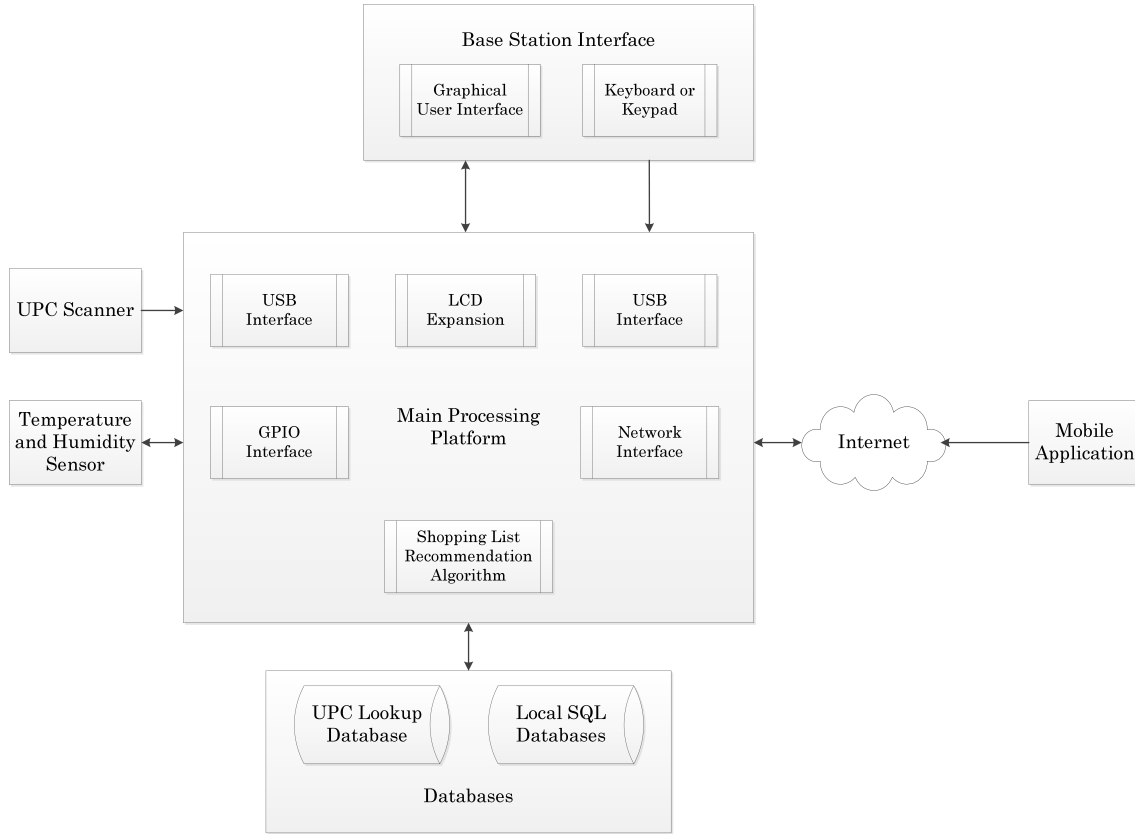 Base Station Interface
Graphical
User Interface
Keyboard or
Keypad
UPC Scanner
USB
Interface
LCD
Expansion
USB
Interface
Temperature
and Humidity
Sensor
GPIO
Interface
Main Processing
Platform
Network
Interface
Internet
Mobile
Application
Shopping List
Recommendation
Algorithm
UPC Lookup
Database
Local SQL
Databases
Databases